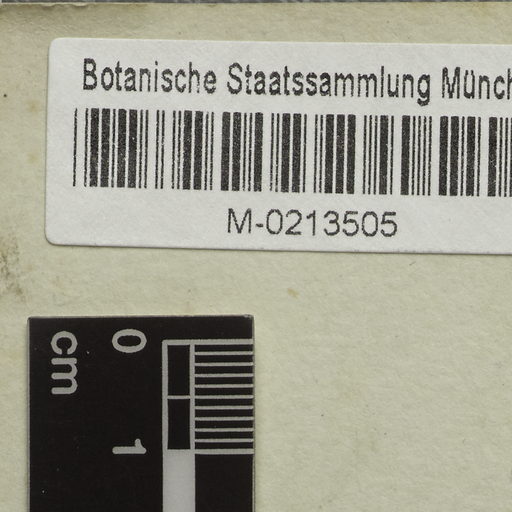 Botanische Staatssammlung Münch
M-0213505
0
cm
1